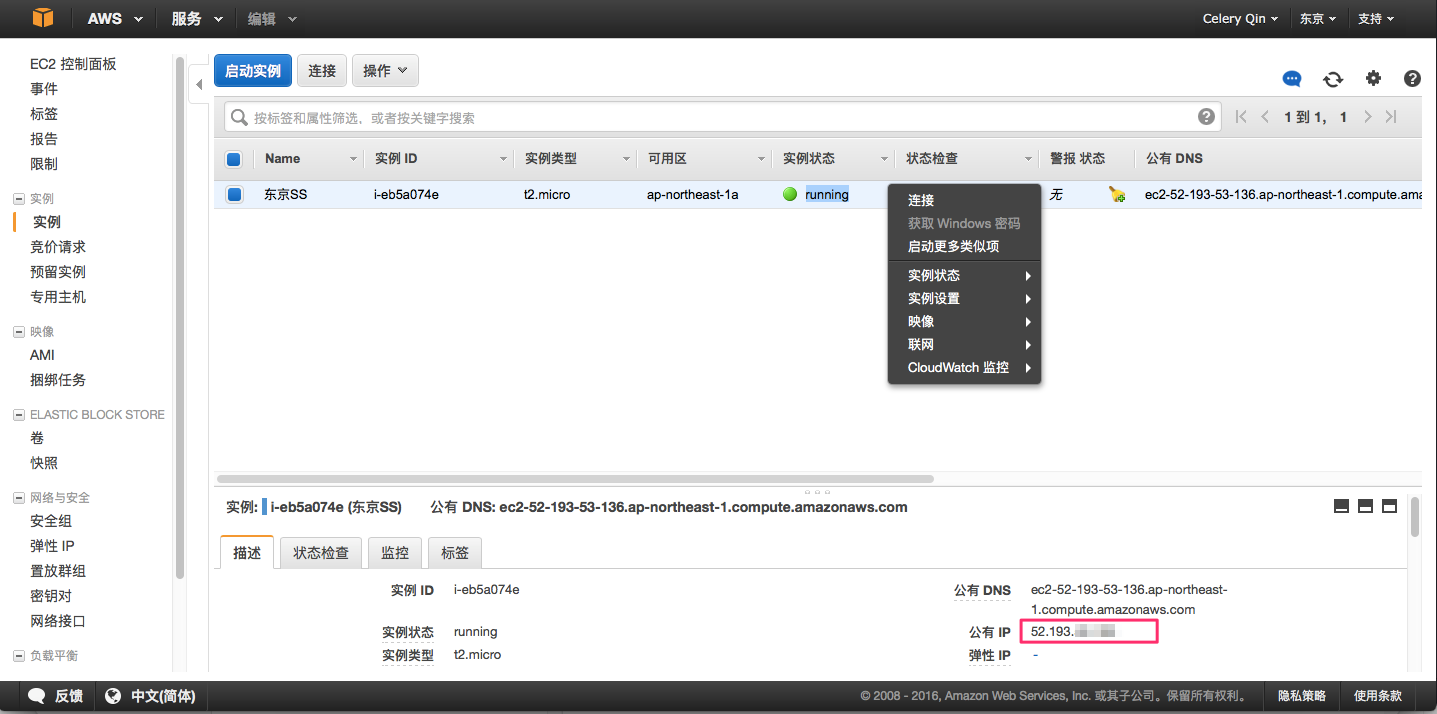 AWS 服务 编辑 Celery Qin 东京 支持
EC2 控制面板
事件
标签
报告
限制
实例
实例
竞价请求
预留实例
专用主机
映像
AMI
捆绑任务
ELASTIC BLOCK STORE
卷
快照
网络与安全
安全组
弹性 IP
置放群组
密钥对
网络接口
负载平衡
启动实例 连接 操作
按标签和属性筛选，或者按关键字搜索 1 到 1， 1
Name 实例 ID 实例类型 可用区 实例状态 状态检查 警报 状态 公有 DNS
东京SS i-eb5a074e t2.micro ap-northeast-1a running 无 ec2-52-193-53-136.ap-northeast-1.compute.ama
连接
获取 Windows 密码
启动更多类似项
实例状态
实例设置
映像
联网
CloudWatch 监控
实例: i-eb5a074e (东京SS) 公有 DNS: ec2-52-193-53-136.ap-northeast-1.compute.amazonaws.com
描述 状态检查 监控 标签
实例 ID i-eb5a074e
实例状态 running
实例类型 t2.micro
公有 DNS ec2-52-193-53-136.ap-northeast-
1.compute.amazonaws.com
公有 IP 52.193.
弹性 IP -
反馈 中文(简体) © 2008 - 2016, Amazon Web Services, Inc. 或其子公司。保留所有权利。 隐私策略 使用条款